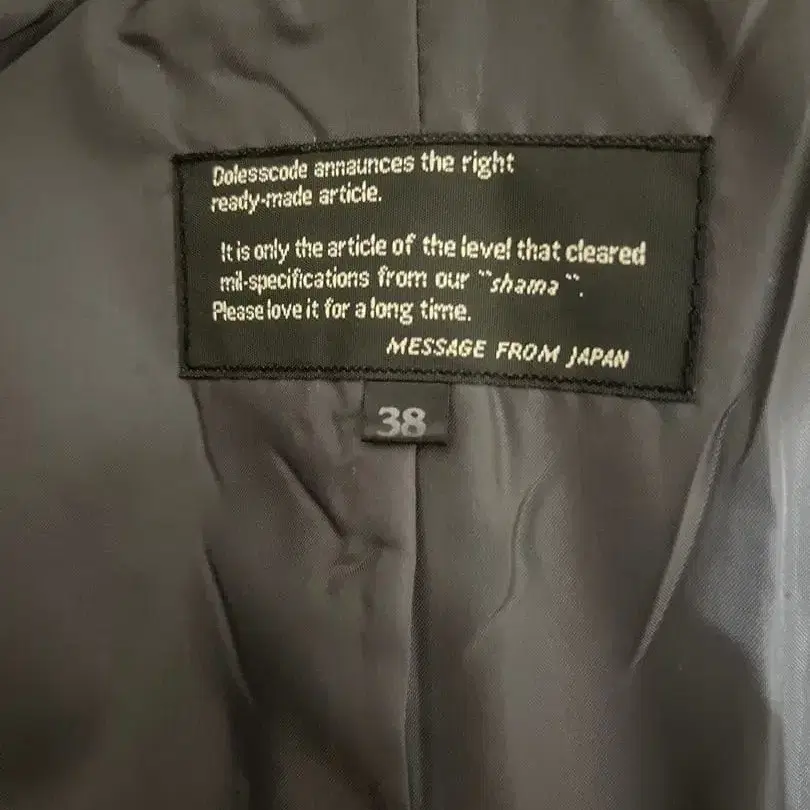 Dolesscode annaunces the right
ready-made article.
It is only the article of the level that cleared
mil-specifications from our "shama".
Please love it for a long time.
MESSAGE FROM JAPAN
38